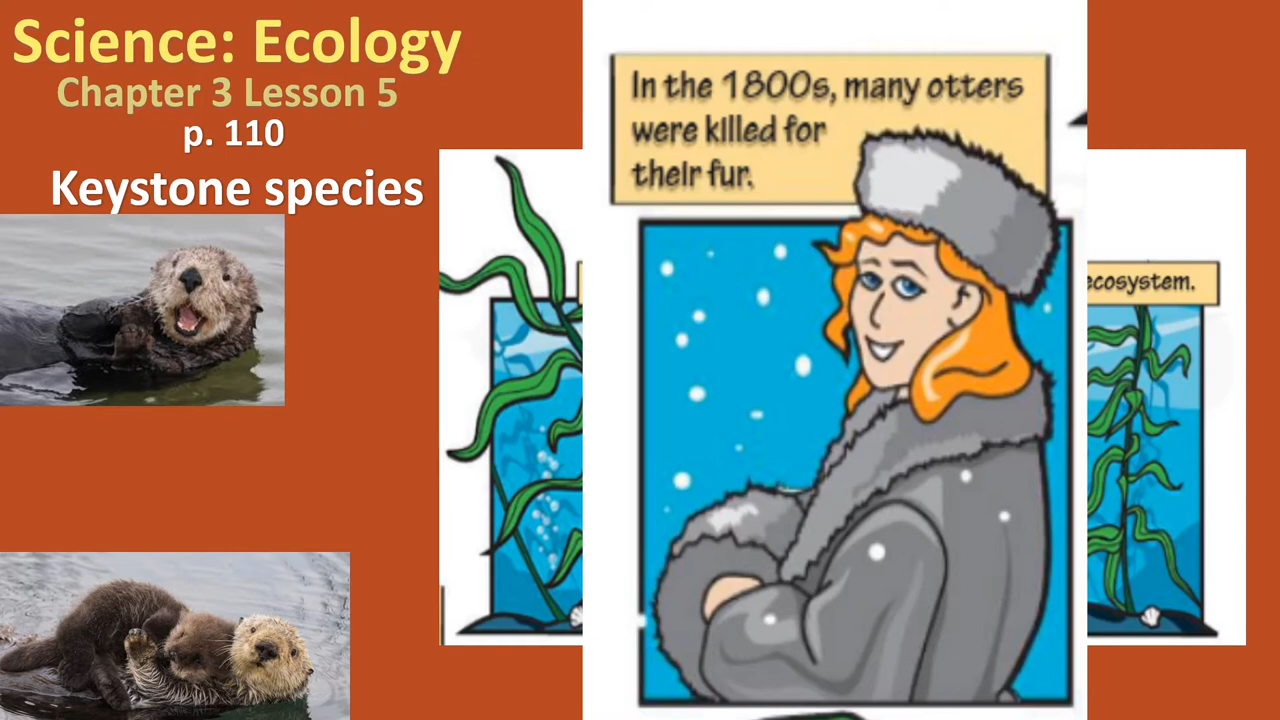 Science: Ecology
Chapter 3 Lesson 5
p. 110
Keystone species
In the 1800s, many otters
were killed for
their fur.
ecosystem.